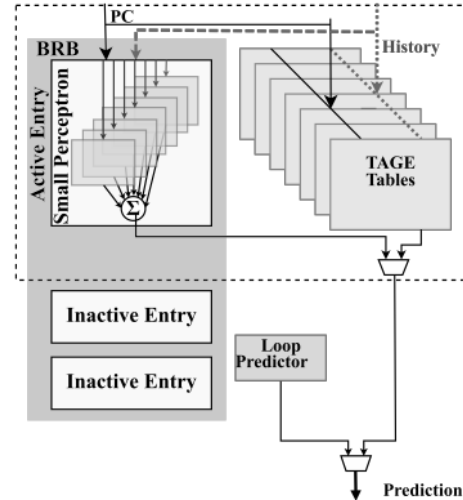 PC
BRB
History
Active Entry
Small Perceptron
Σ
TAGE
Tables
Inactive Entry
Inactive Entry
Loop
Predictor
Prediction